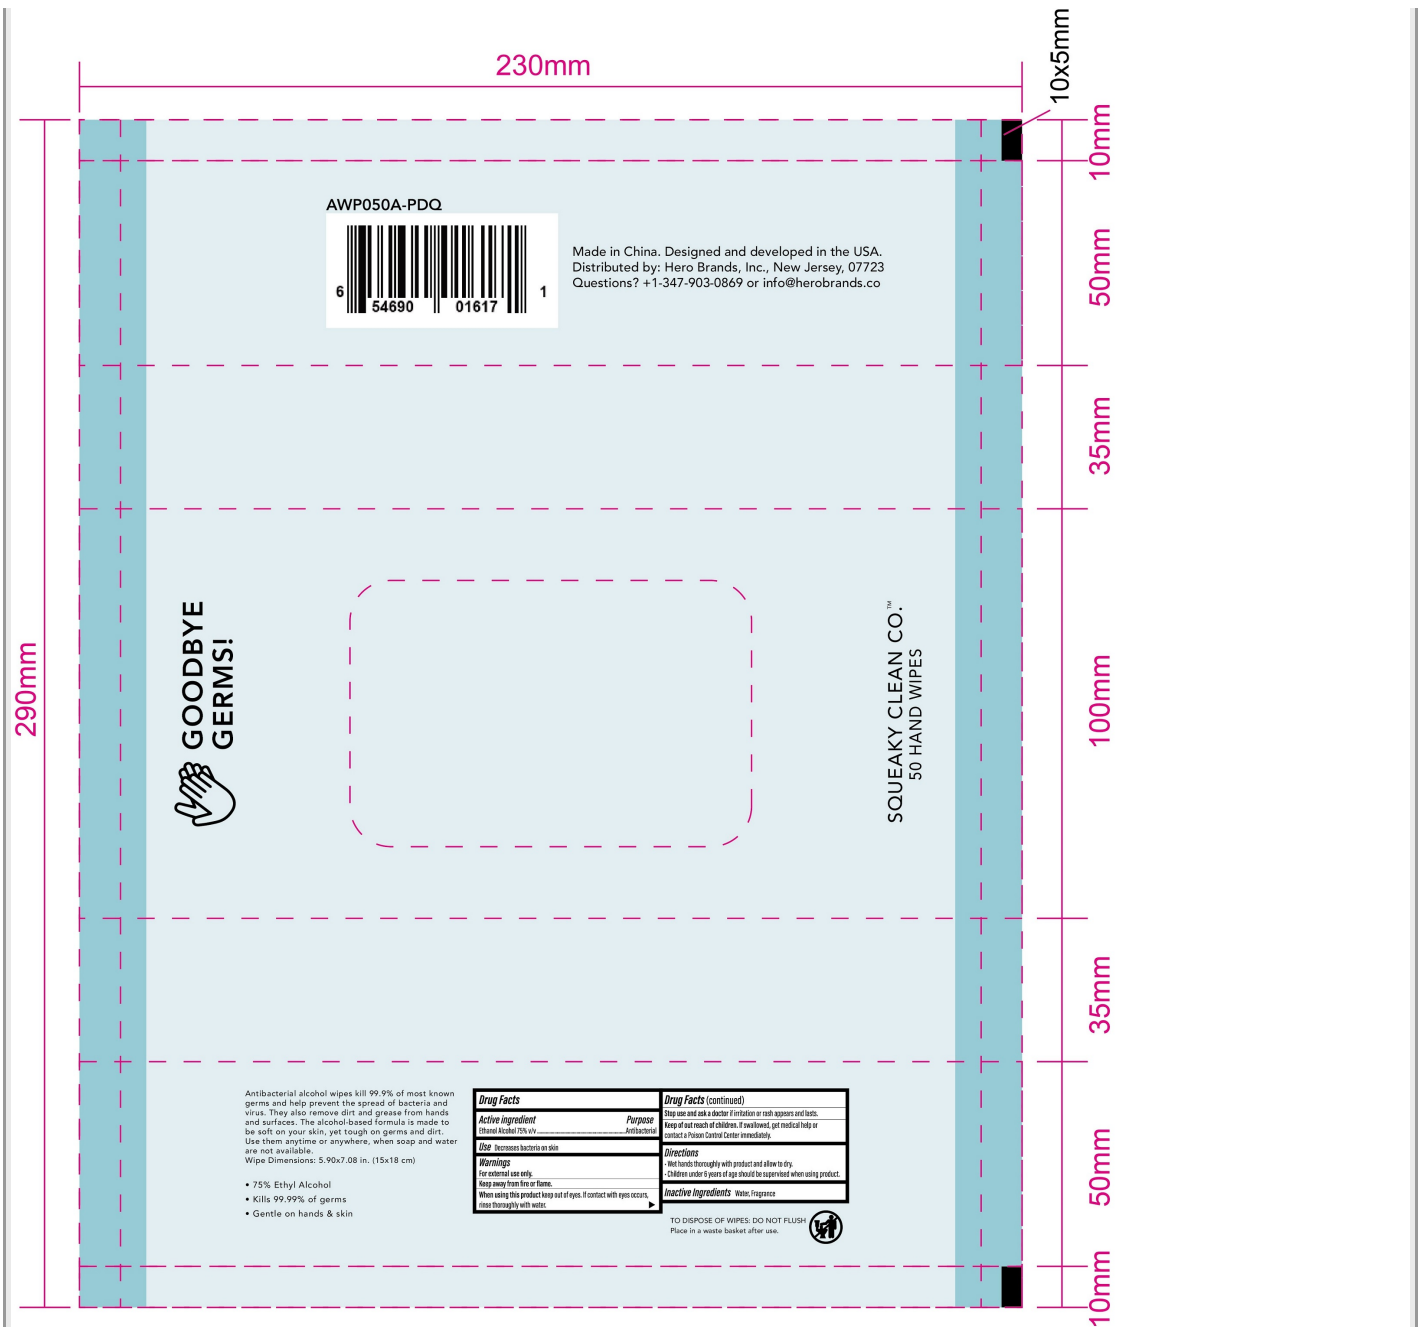 230mm
10x5mm
10mm
AWP050A-PDQ
6 54690 01617 1
Made in China. Designed and developed in the USA.
Distributed by: Hero Brands, Inc., New Jersey, 07723
Questions? +1-347-903-0869 or info@herobrands.co
50mm
35mm
290mm
GOODBYE
GERMS!
SQUEAKY CLEAN CO.™
50 HAND WIPES
100mm
35mm
Antibacterial alcohol wipes kill 99.9% of most known
germs and help prevent the spread of bacteria and
virus. They also remove dirt and grease from hands
and surfaces. The alcohol-based formula is made to
be soft on your skin, yet tough on germs and dirt.
Use them anytime or anywhere, when soap and water
are not available.
Wipe Dimensions: 5.90x7.08 in. (15x18 cm)
• 75% Ethyl Alcohol
• Kills 99.99% of germs
• Gentle on hands & skin
Drug Facts
Active ingredient Purpose
Ethanol Alcohol 75% v/v ........ Antibacterial
Use Decreases bacteria on skin
Warnings
For external use only.
Keep away from fire or flame.
When using this product keep out of eyes. If contact with eyes occurs,
rinse thoroughly with water.
Drug Facts (continued)
Stop use and ask a doctor if irritation or rash appears and lasts.
Keep of out reach of children. If swallowed, get medical help or
contact a Poison Control Center immediately.
Directions
· Wet hands thoroughly with product and allow to dry.
· Children under 6 years of age should be supervised when using product.
Inactive Ingredients Water, Fragrance
TO DISPOSE OF WIPES: DO NOT FLUSH
Place in a waste basket after use.
50mm
10mm